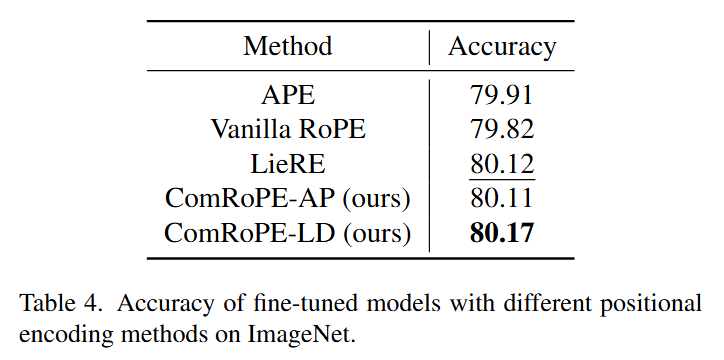 Method Accuracy
APE 79.91
Vanilla RoPE 79.82
LieRE 80.12
ComRoPE-AP (ours) 80.11
ComRoPE-LD (ours) 80.17
Table 4. Accuracy of fine-tuned models with different positional
encoding methods on ImageNet.